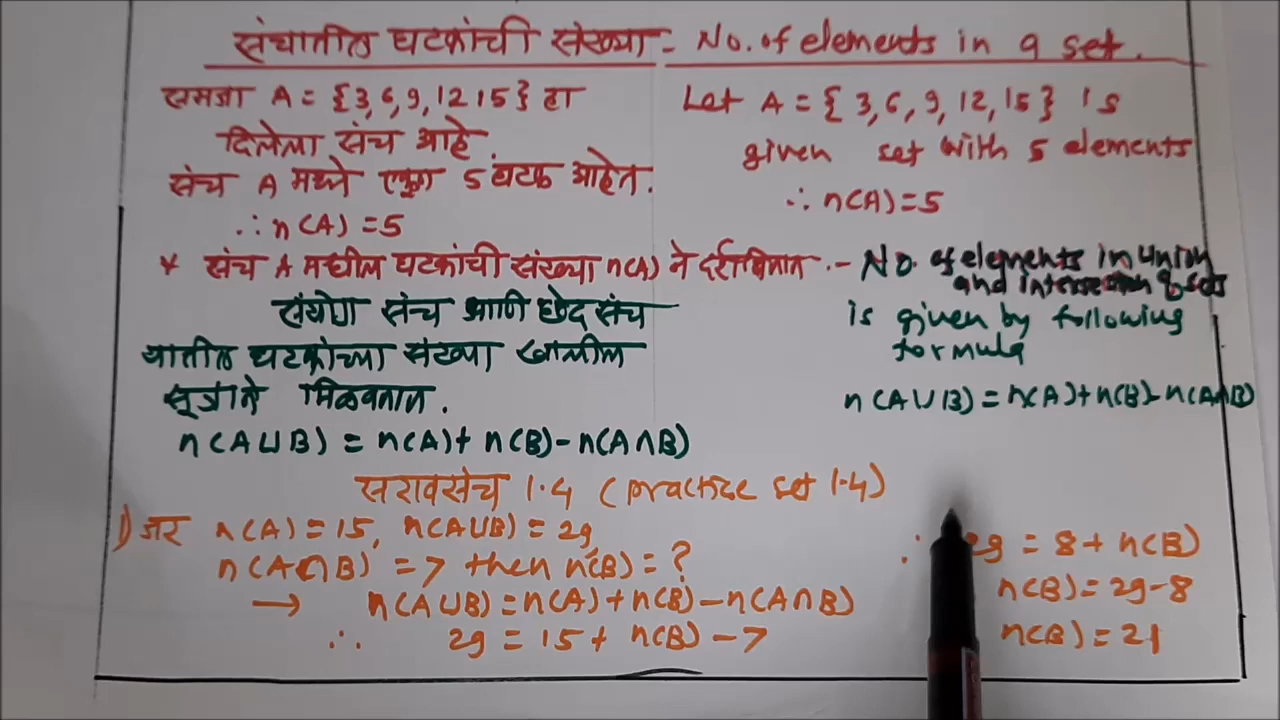 संचातील घटकांची संख्या - No. of elements in a set.
समजा A = {3,6,9,12 15} हा
दिलेला संच आहे.
संच A मध्ये एकूण 5 घटक आहेत.
∴ n(A) = 5
Let A = { 3, 6, 9, 12, 15} is
given set with 5 elements
∴ n(A) = 5
* संच A मधील घटकांची संख्या n(A) ने दर्शवितात. -
संयोग संच आणि छेद संच
यातील घटकांच्या संख्या खालील
सूत्राने मिळवतात.
n(A∪B) = n(A) + n(B) - n(A∩B)
No. of elements in union
and intersection of sets
is given by following
formula
n(A∪B) = n(A) + n(B) - n(A∩B)
सरावसंच 1.4 (practice set 1.4)
1) जर n(A) = 15, n(A∪B) = 29,
n(A∩B) = 7 then n(B) = ?
→ n(A∪B) = n(A) + n(B) - n(A∩B)
∴ 29 = 15 + n(B) - 7
∴ 29 = 8 + n(B)
n(B) = 29 - 8
n(B) = 21